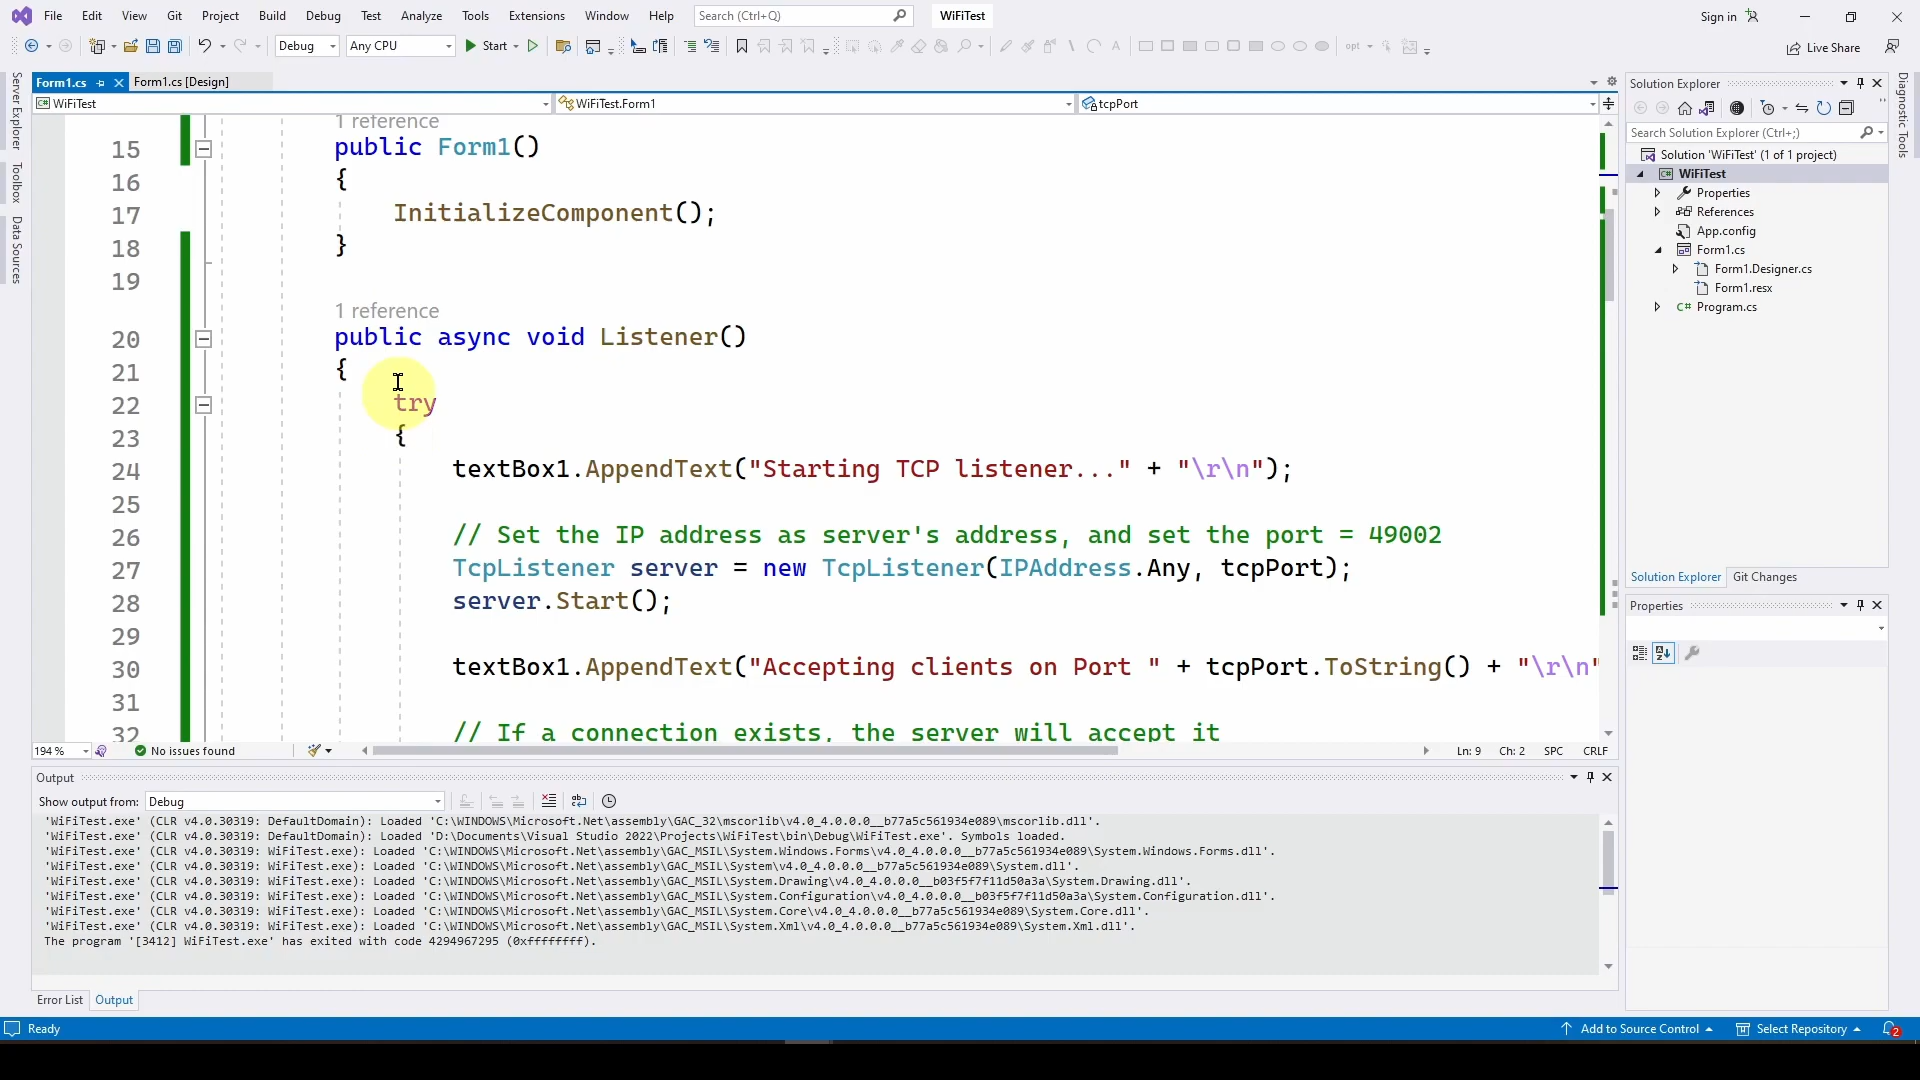 File Edit View Git Project Build Debug Test Analyze Tools Extensions Window Help Search (Ctrl+Q) WiFiTest Sign in
Debug Any CPU Start opt Live Share
Form1.cs Form1.cs [Design]
WiFiTest WiFiTest.Form1 tcpPort
Server Explorer
Toolbox
Data Sources
1 reference
15 public Form1()
16 {
17 InitializeComponent();
18 }
19
1 reference
20 public async void Listener()
21 {
22 try
23 {
24 textBox1.AppendText("Starting TCP listener..." + "\r\n");
25
26 // Set the IP address as server's address, and set the port = 49002
27 TcpListener server = new TcpListener(IPAddress.Any, tcpPort);
28 server.Start();
29
30 textBox1.AppendText("Accepting clients on Port " + tcpPort.ToString() + "\r\n"
31
32 // If a connection exists, the server will accept it
194 % No issues found Ln: 9 Ch: 2 SPC CRLF
Output
Show output from: Debug
'WiFiTest.exe' (CLR v4.0.30319: DefaultDomain): Loaded 'C:\WINDOWS\Microsoft.Net\assembly\GAC_32\mscorlib\v4.0_4.0.0.0__b77a5c561934e089\mscorlib.dll'.
'WiFiTest.exe' (CLR v4.0.30319: DefaultDomain): Loaded 'D:\Documents\Visual Studio 2022\Projects\WiFiTest\bin\Debug\WiFiTest.exe'. Symbols loaded.
'WiFiTest.exe' (CLR v4.0.30319: WiFiTest.exe): Loaded 'C:\WINDOWS\Microsoft.Net\assembly\GAC_MSIL\System.Windows.Forms\v4.0_4.0.0.0__b77a5c561934e089\System.Windows.Forms.dll'.
'WiFiTest.exe' (CLR v4.0.30319: WiFiTest.exe): Loaded 'C:\WINDOWS\Microsoft.Net\assembly\GAC_MSIL\System\v4.0_4.0.0.0__b77a5c561934e089\System.dll'.
'WiFiTest.exe' (CLR v4.0.30319: WiFiTest.exe): Loaded 'C:\WINDOWS\Microsoft.Net\assembly\GAC_MSIL\System.Drawing\v4.0_4.0.0.0__b03f5f7f11d50a3a\System.Drawing.dll'.
'WiFiTest.exe' (CLR v4.0.30319: WiFiTest.exe): Loaded 'C:\WINDOWS\Microsoft.Net\assembly\GAC_MSIL\System.Configuration\v4.0_4.0.0.0__b03f5f7f11d50a3a\System.Configuration.dll'.
'WiFiTest.exe' (CLR v4.0.30319: WiFiTest.exe): Loaded 'C:\WINDOWS\Microsoft.Net\assembly\GAC_MSIL\System.Core\v4.0_4.0.0.0__b77a5c561934e089\System.Core.dll'.
'WiFiTest.exe' (CLR v4.0.30319: WiFiTest.exe): Loaded 'C:\WINDOWS\Microsoft.Net\assembly\GAC_MSIL\System.Xml\v4.0_4.0.0.0__b77a5c561934e089\System.Xml.dll'.
The program '[3412] WiFiTest.exe' has exited with code 4294967295 (0xffffffff).
Error List Output
Solution Explorer
Search Solution Explorer (Ctrl+;)
Solution 'WiFiTest' (1 of 1 project)
C# WiFiTest
Properties
References
App.config
Form1.cs
Form1.Designer.cs
Form1.resx
C# Program.cs
Solution Explorer Git Changes
Properties
Diagnostic Tools
Ready Add to Source Control Select Repository 2